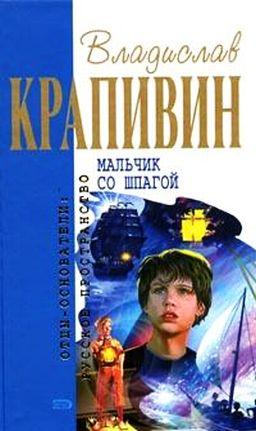 Владислав
КРАПИВИН
МАЛЬЧИК
СО ШПАГОЙ
ОТЦЫ-ОСНОВАТЕЛИ:
РУССКОЕ ПРОСТРАНСТВО